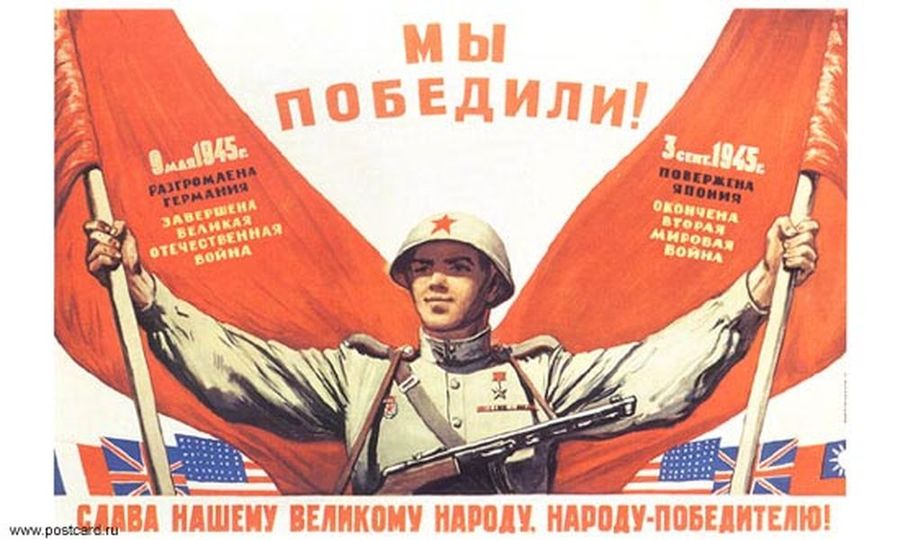 МЫ
ПОБЕДИЛИ!
9 МАЯ 1945 г.
РАЗГРОМЛЕНА
ГЕРМАНИЯ
ЗАВЕРШЕНА
ВЕЛИКАЯ
ОТЕЧЕСТВЕННАЯ
ВОЙНА
3 СЕНТ. 1945 г.
ПОВЕРЖЕНА
ЯПОНИЯ
ОКОНЧЕНА
ВТОРАЯ
МИРОВАЯ
ВОЙНА
СЛАВА НАШЕМУ ВЕЛИКОМУ НАРОДУ, НАРОДУ-ПОБЕДИТЕЛЮ!
www.postcard.ru